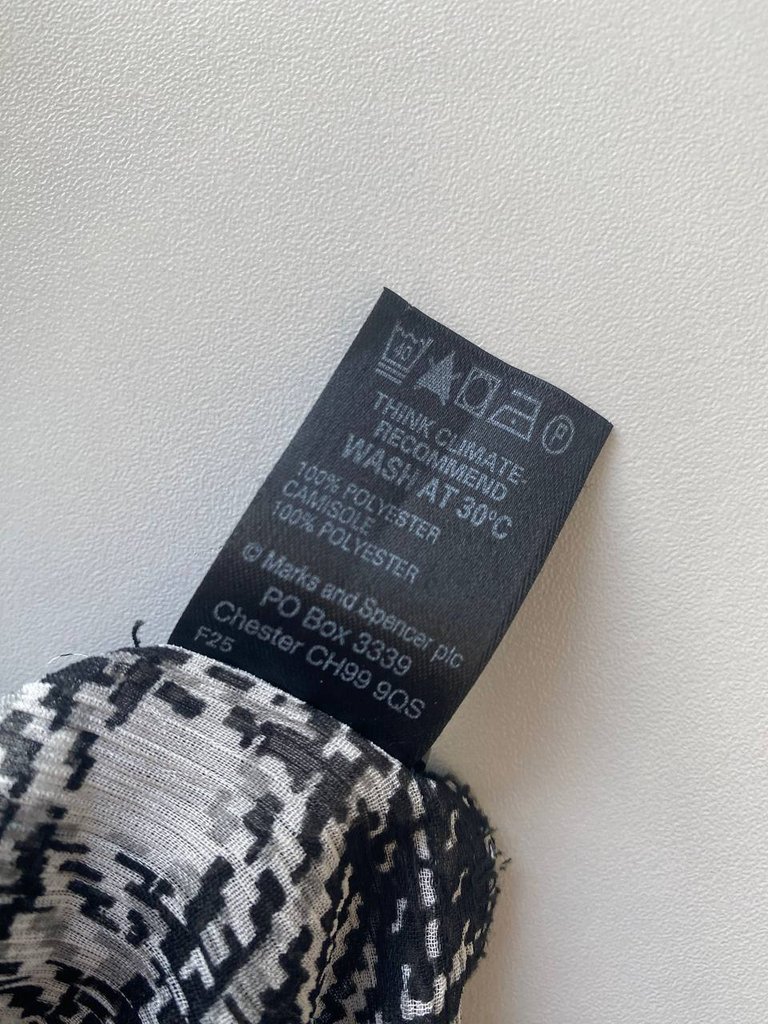 40
P
THINK CLIMATE-
RECOMMEND
WASH AT 30°C
100% POLYESTER
CAMISOLE
100% POLYESTER
© Marks and Spencer plc
PO Box 3339
Chester CH99 9QS
F25